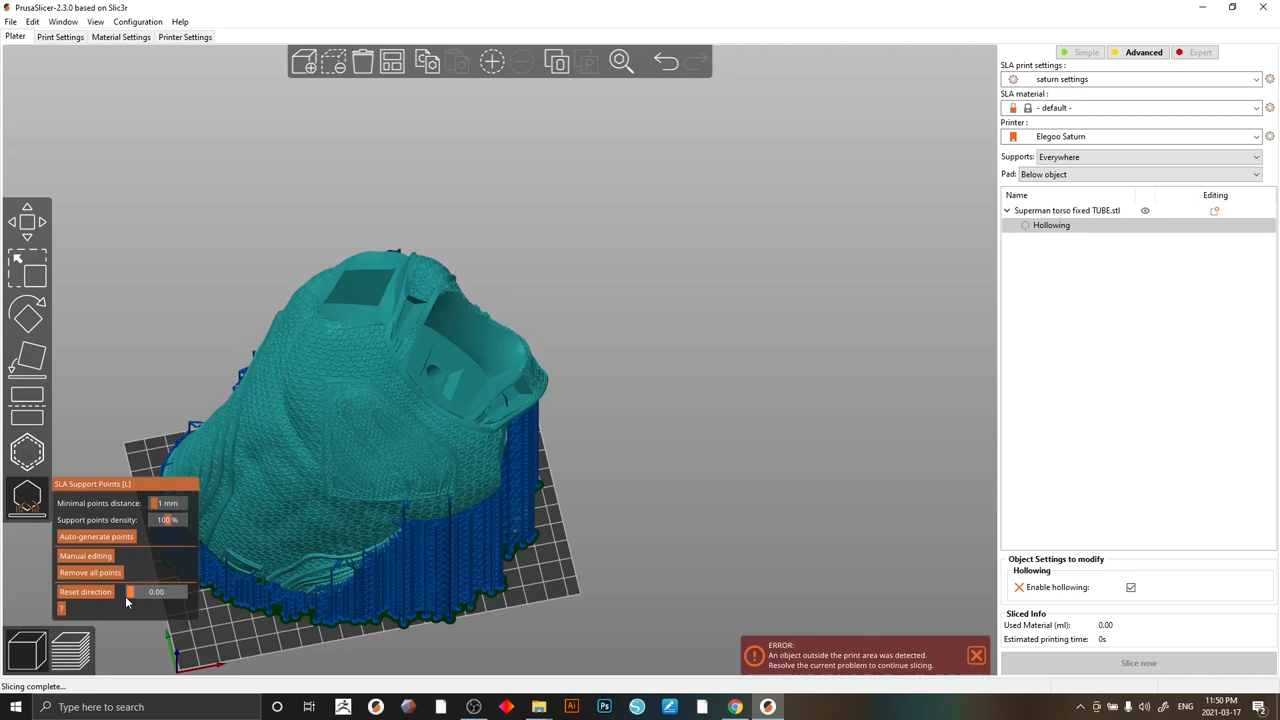 PrusaSlicer-2.3.0 based on Slic3r
File Edit Window View Configuration Help
Plater Print Settings Material Settings Printer Settings
Simple Advanced Expert
SLA print settings:
saturn settings
SLA material :
- default -
Printer :
Elegoo Saturn
Supports: Everywhere
Pad: Below object
Name Editing
Superman torso fixed TUBE.stl
Hollowing
SLA Support Points [L]
Minimal points distance: 1 mm
Support points density: 100 %
Auto-generate points
Manual editing
Remove all points
Reset direction 0.00
?
Object Settings to modify
Hollowing
Enable hollowing:
Sliced Info
Used Material (ml): 0.00
Estimated printing time: 0s
Slice now
ERROR:
An object outside the print area was detected.
Resolve the current problem to continue slicing.
Slicing complete...
Type here to search
Ai
Ps
ENG
11:50 PM
2021-03-17
2